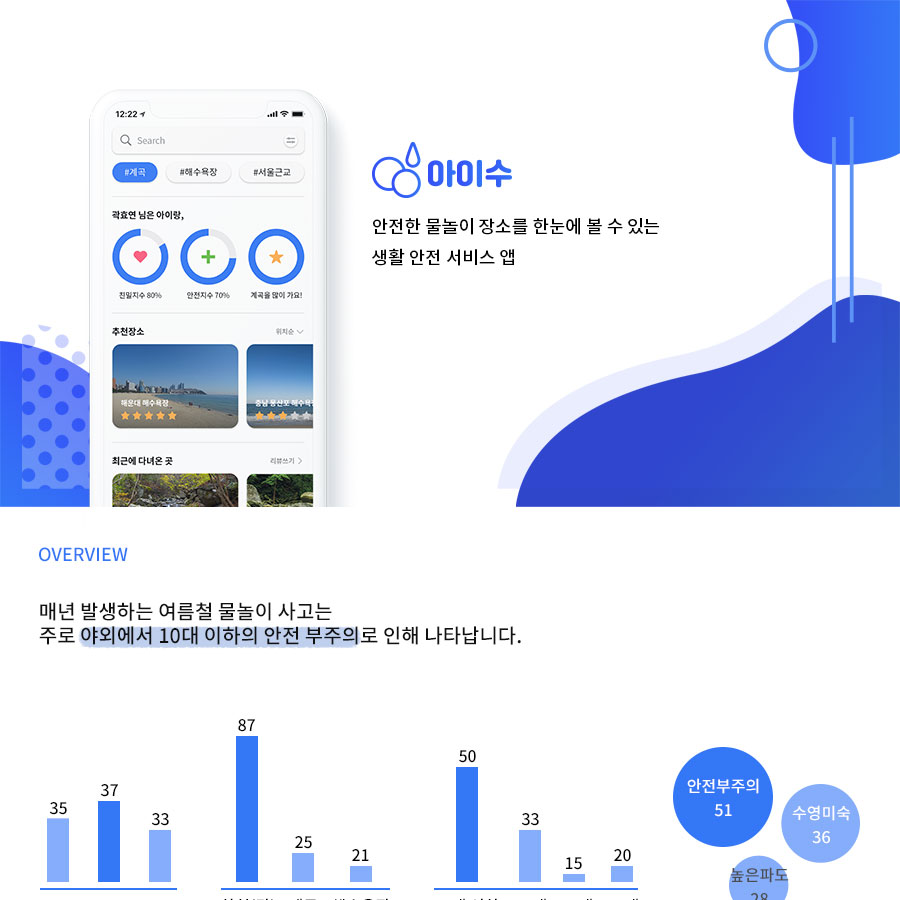 12:22
Search
#계곡
#해수욕장
#서울근교
곽효연 님은 아이랑,
친밀지수 80%
안전지수 70%
계곡을 많이 가요!
추천장소
위치순
해운대 해수욕장
충남 몽산포 해수욕
최근에 다녀온 곳
리뷰쓰기
아이수
안전한 물놀이 장소를 한눈에 볼 수 있는
생활 안전 서비스 앱
OVERVIEW
매년 발생하는 여름철 물놀이 사고는
주로 야외에서 10대 이하의 안전 부주의로 인해 나타납니다.
35
37
33
87
25
21
50
33
15
20
안전부주의
51
수영미숙
36
높은파도
28